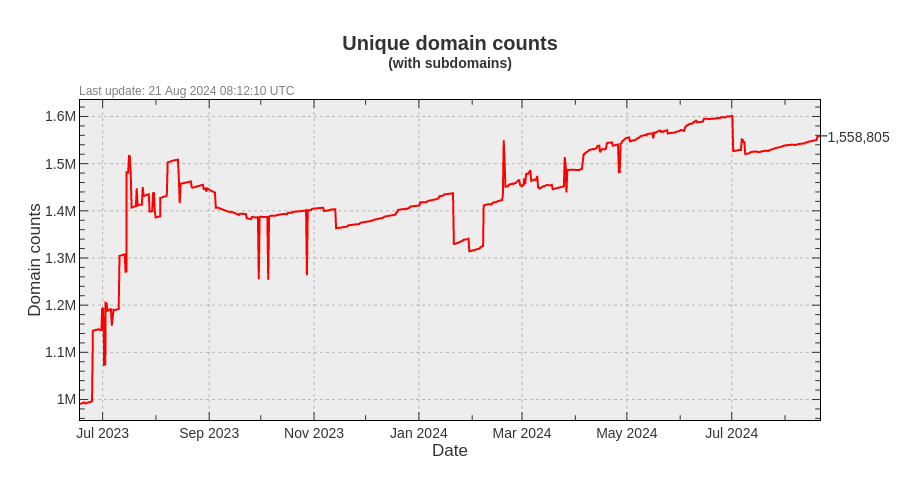 Unique domain counts
(with subdomains)
Last update: 21 Aug 2024 08:12:10 UTC
1.6M
1,558,805
1.5M
1.4M
1.3M
1.2M
1.1M
1M
Domain counts
Jul 2023 Sep 2023 Nov 2023 Jan 2024 Mar 2024 May 2024 Jul 2024
Date